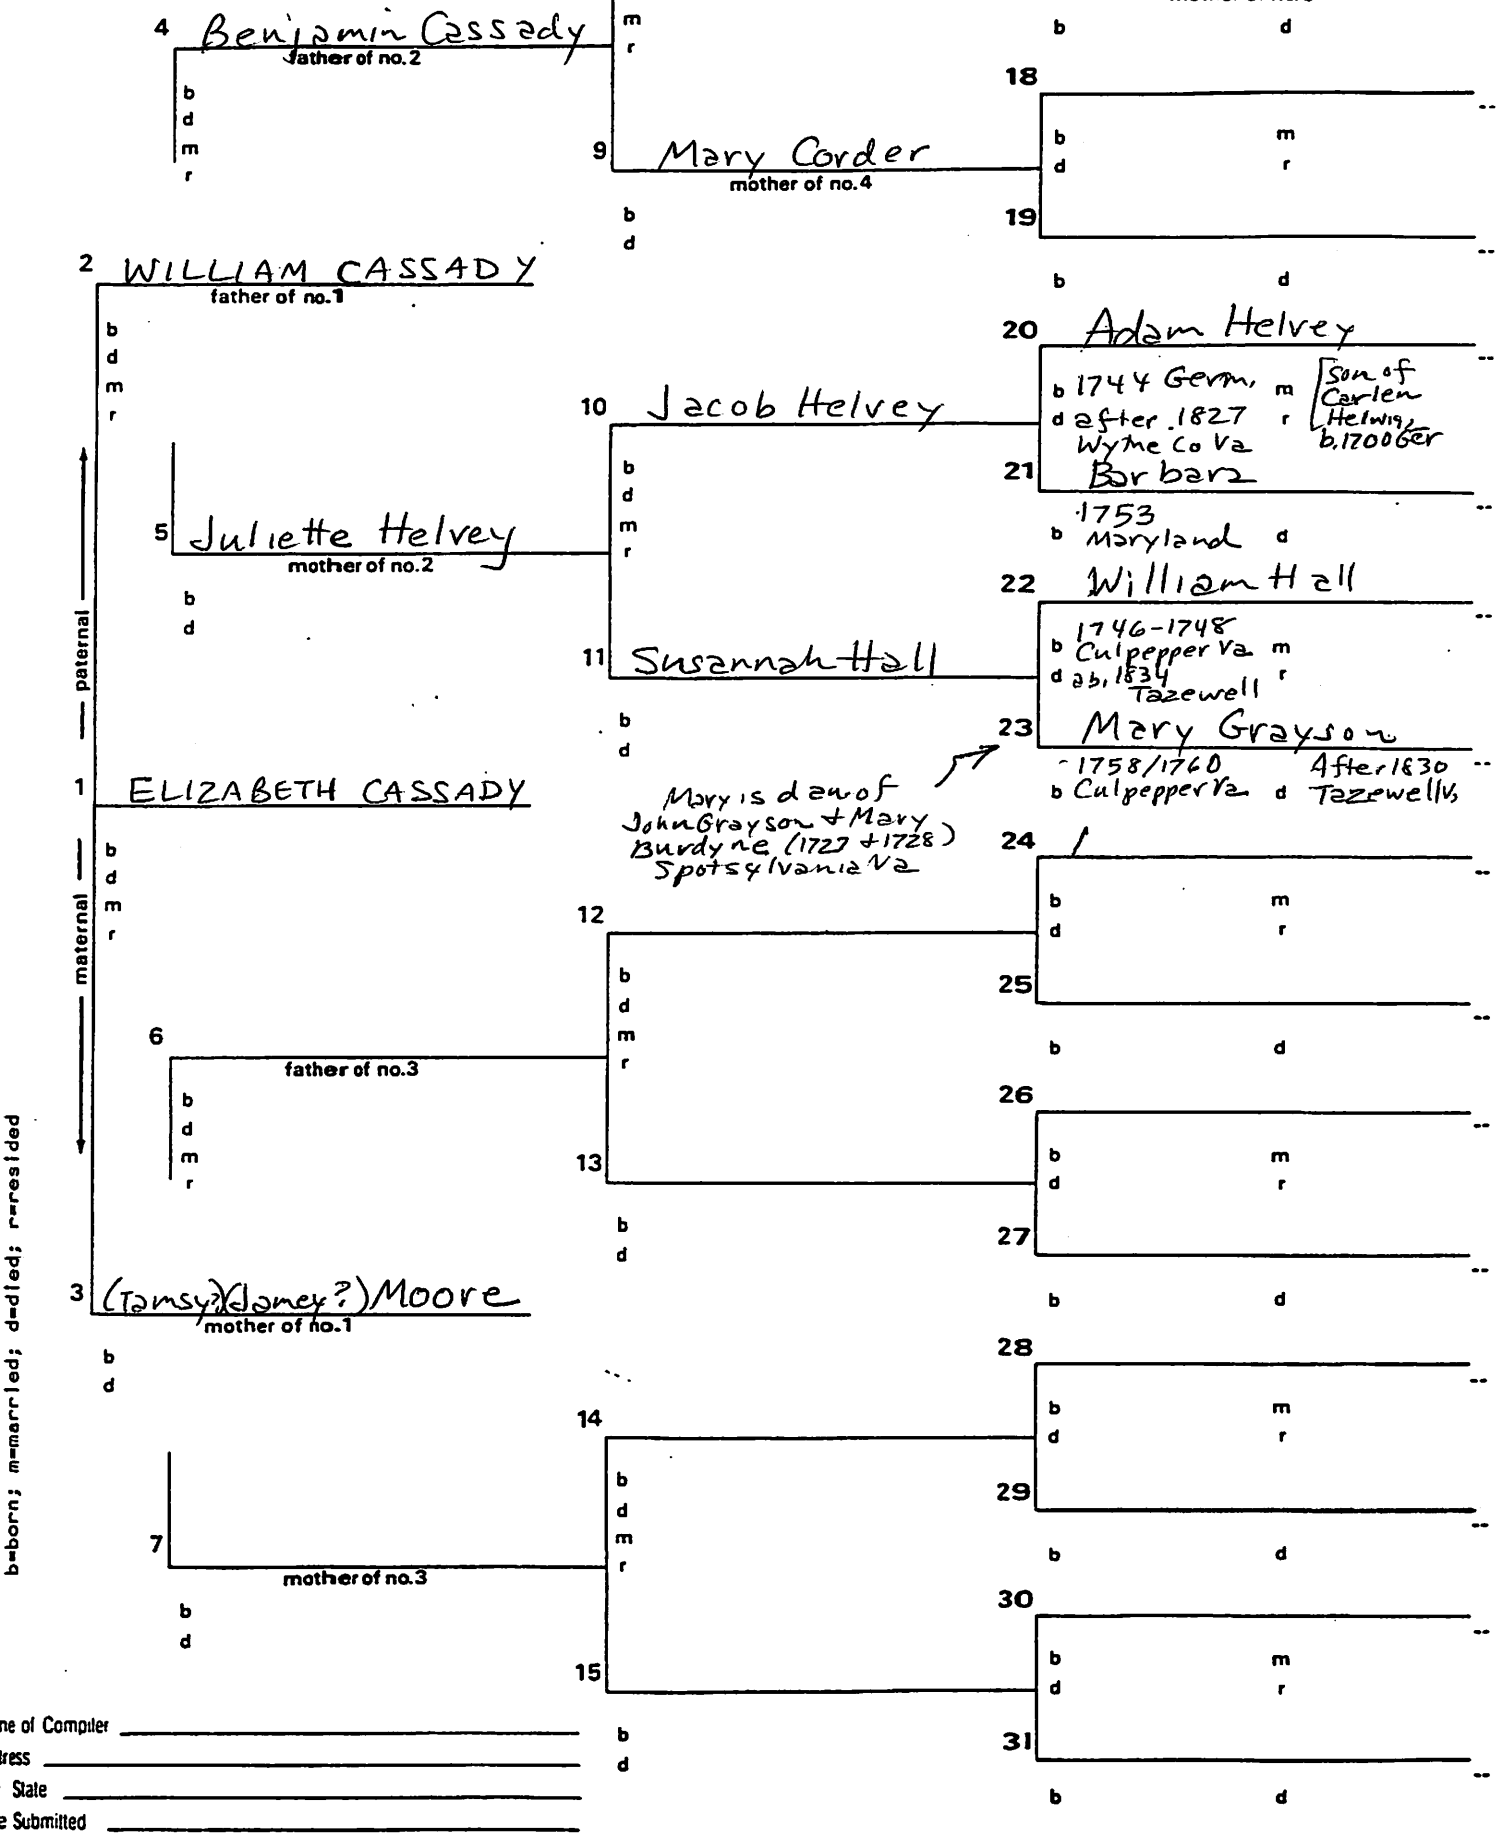 4 Benjamin Cassady
father of no.2
b
d
m
r
m
r
9 Mary Corder
mother of no.4
b
d
b d
18
b m
d r
19
b d
2 WILLIAM CASSADY
father of no.1
b
d
m
r
5 Juliette Helvey
mother of no.2
b
d
10 Jacob Helvey
b
d
m
r
11 Susannah Hall
b
d
20 Adam Helvey
b 1744 Germ, m [son of
Carlen
d after 1827 r Helwig,
Wythe Co Va b.1700 Ger
21 Barbara
1753
b Maryland d
22 William Hall
1746-1748
b Culpepper Va m
d ab, 1834 r
Tazewell
23 Mary Grayson
1758/1760 After 1830
b Culpepper Va d Tazewell V,
Mary is dau of
John Grayson + Mary
Burdyne (1727 + 1728)
Spotsylvania Va
paternal
1 ELIZABETH CASSADY
maternal
b
d
m
r
24
b m
d r
25
b d
12
b
d
m
r
6
father of no.3
b
d
m
r
26
b m
d r
13
b
d
27
b d
3 (Tamsy?)(Jamey?) Moore
mother of no.1
b
d
28
b m
d r
14
b
d
m
r
29
b d
7
mother of no.3
b
d
30
b m
d r
15
b
d
31
b d
b=born; m=married; d=died; r=resided
me of Compiler
dress
State
e Submitted